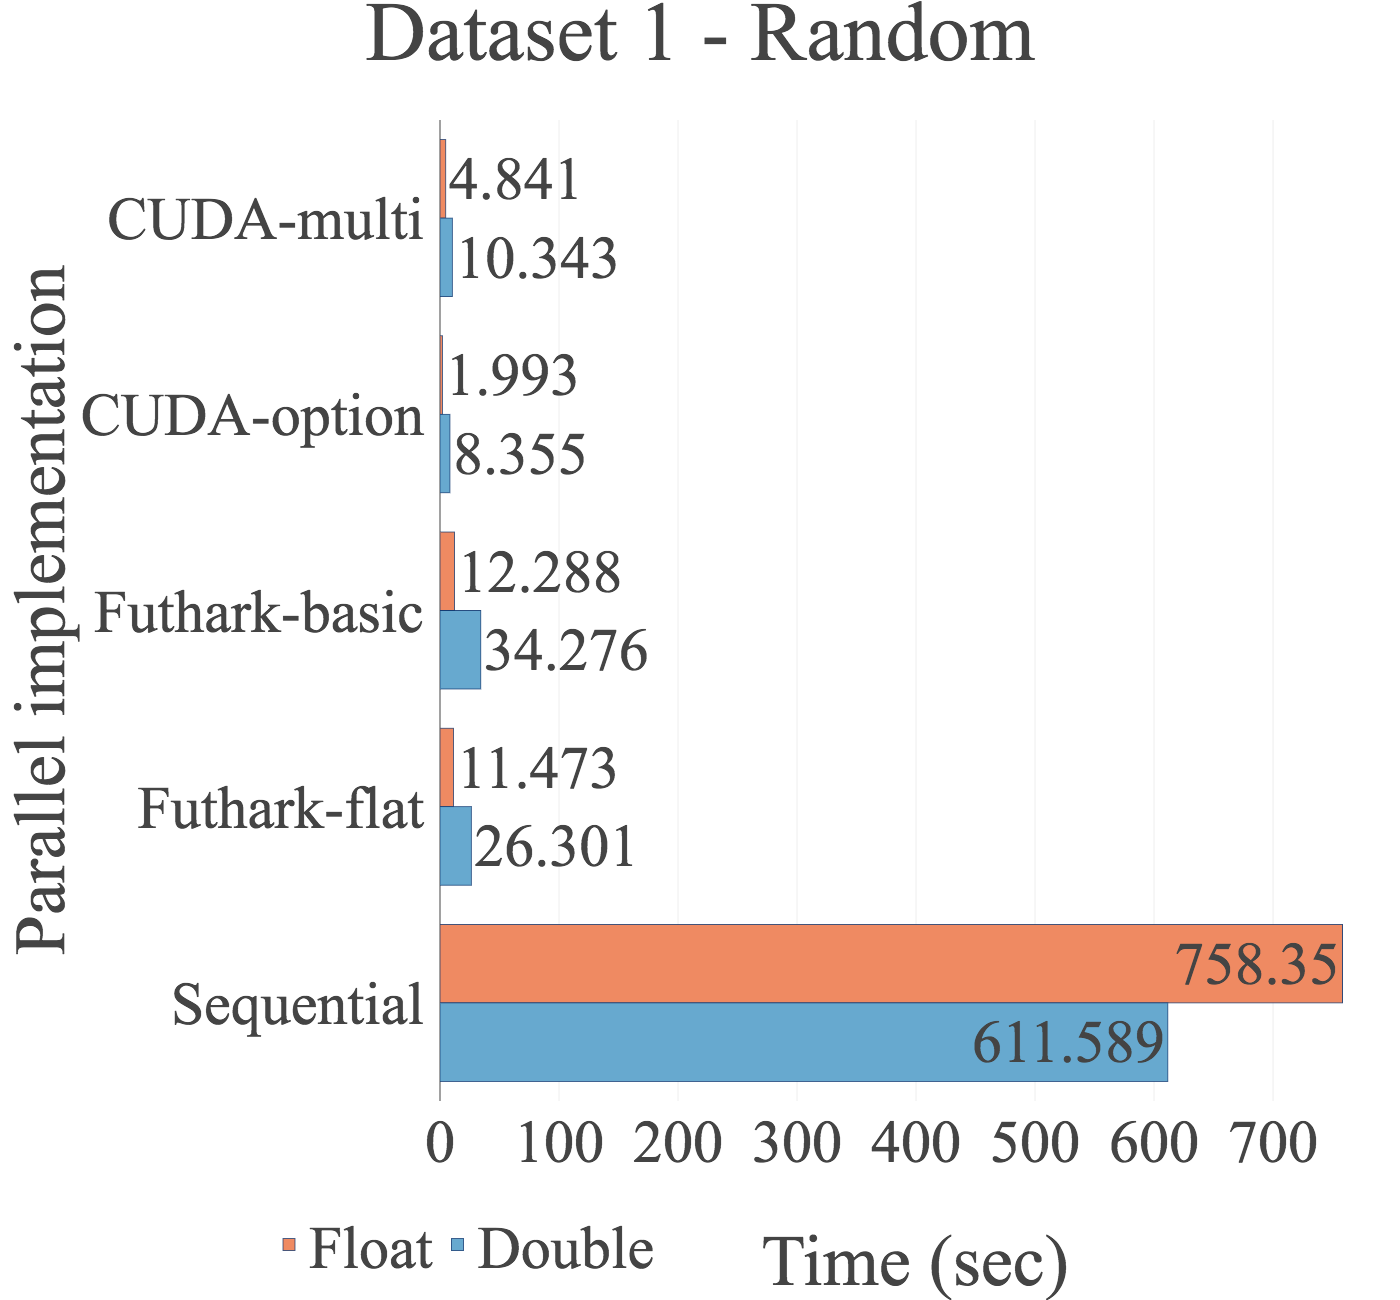 Dataset 1 - Random
Parallel implementation
CUDA-multi
4.841
10.343
CUDA-option
1.993
8.355
Futhark-basic
12.288
34.276
Futhark-flat
11.473
26.301
Sequential
758.35
611.589
0 100 200 300 400 500 600 700
Float Double
Time (sec)